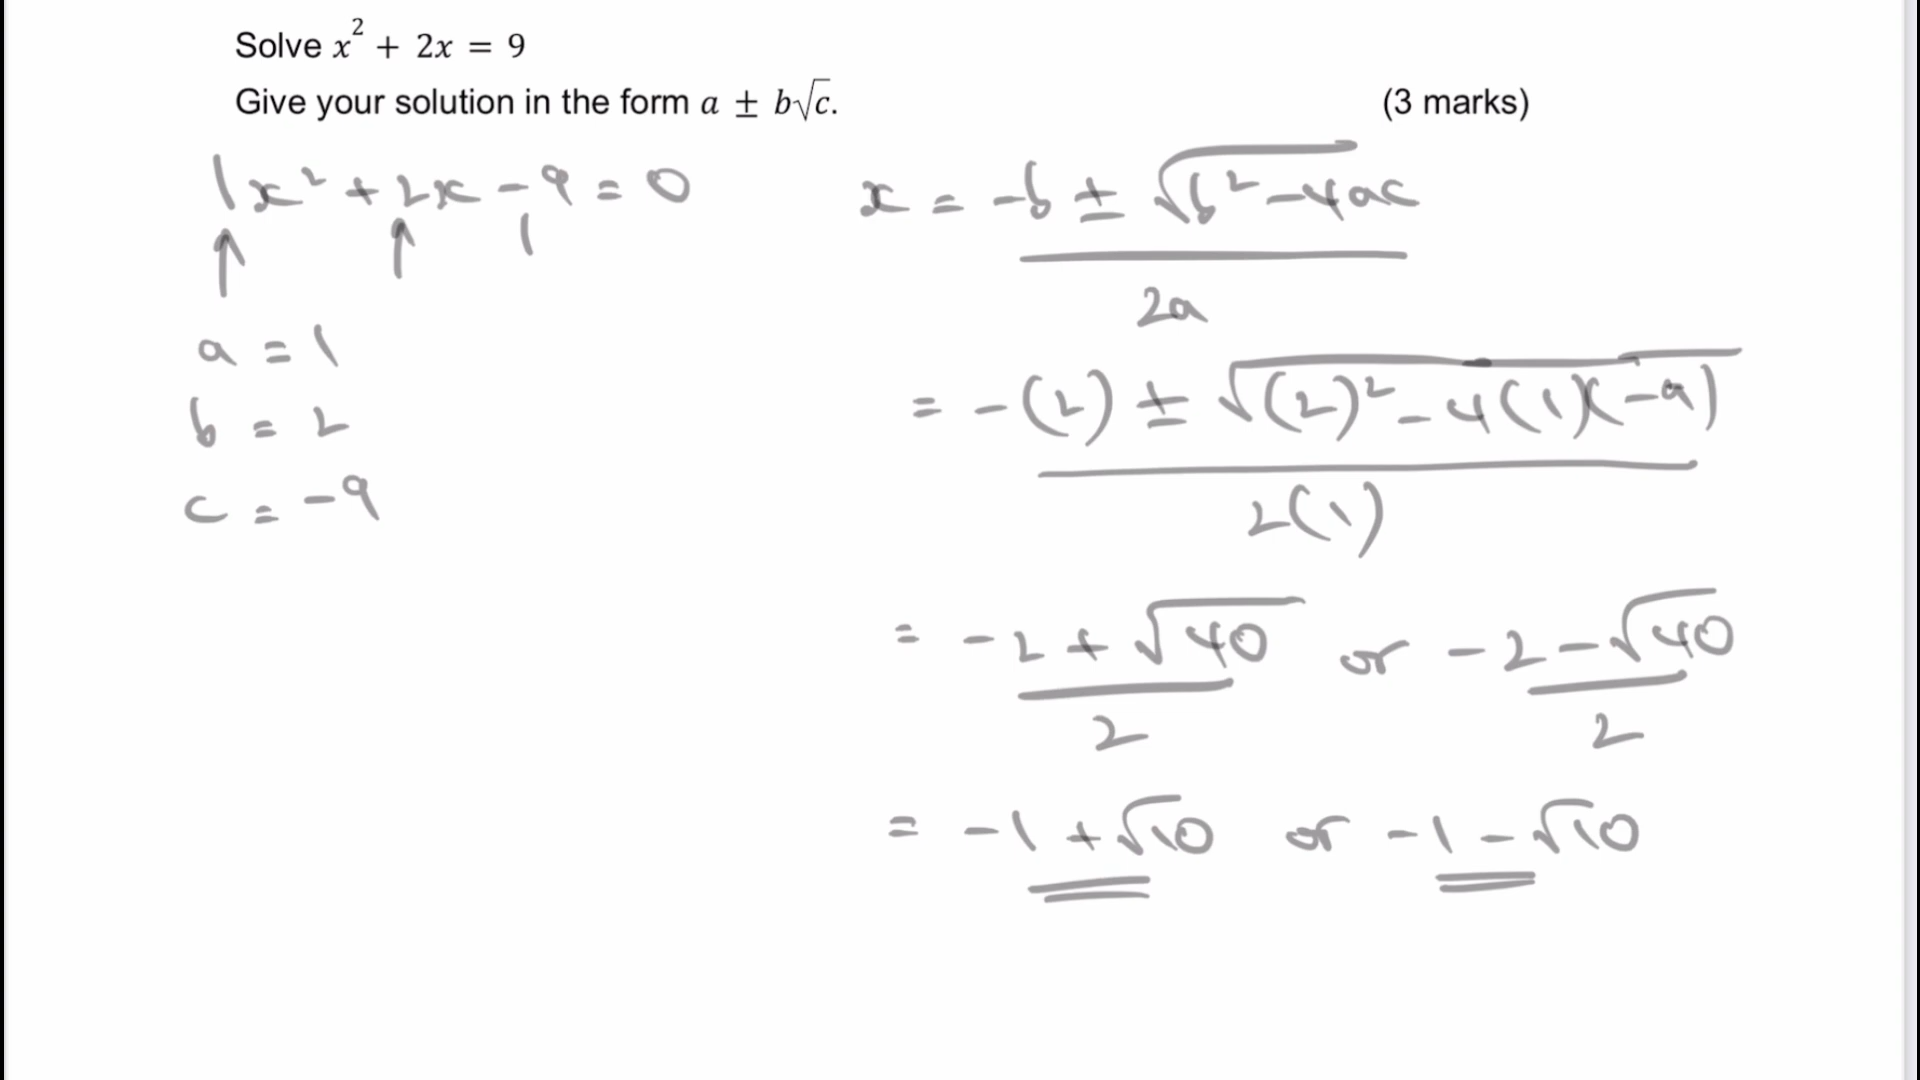 Solve x² + 2x = 9
Give your solution in the form a ± b√c. (3 marks)
1x² + 2x - 9 = 0
a = 1
b = 2
c = -9
x = -b ± √b² - 4ac
2a
= -(2) ± √(2)² - 4(1)(-9)
2(1)
= -2 + √40 or -2 - √40
2 2
= -1 + √10 or -1 - √10